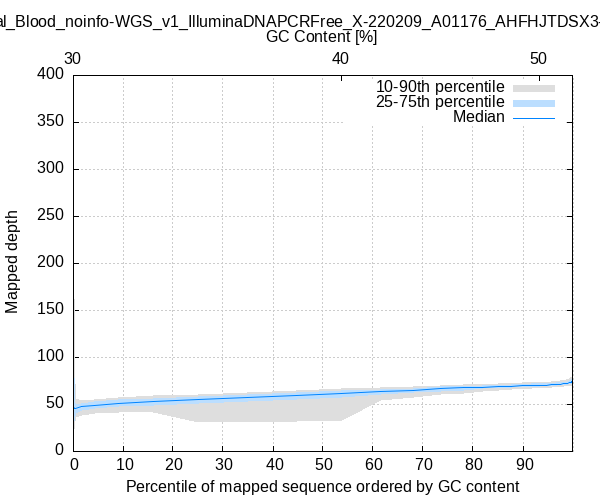 al_Blood_noinfo-WGS_v1_IlluminaDNAPCRFree_X-220209_A01176_AHFHJTDSX3-
GC Content [%]
30 40 50
400
350
300
250
200
150
100
50
0
10-90th percentile
25-75th percentile
Median
Mapped depth
0 10 20 30 40 50 60 70 80 90
Percentile of mapped sequence ordered by GC content